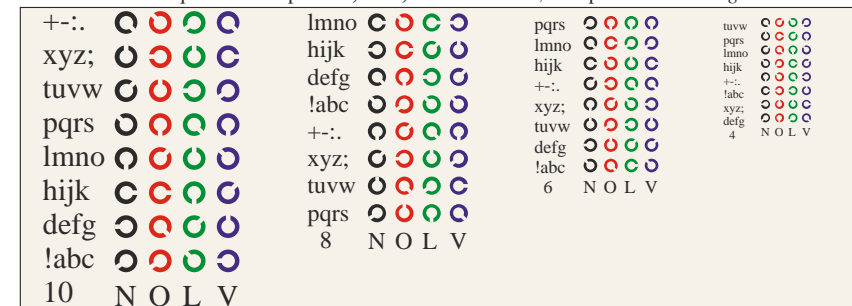 +-:.
xyz;
tuvw
pqrs
lmno
hijk
defg
!abc
10 N O L V
lmno
hijk
defg
!abc
+-:.
xyz;
tuvw
pqrs
8 N O L V
pqrs
lmno
hijk
+-:.
xyz;
tuvw
defg
!abc
6 N O L V
tuvw
pqrs
lmno
hijk
+-:.
!abc
xyz;
defg
4 N O L V